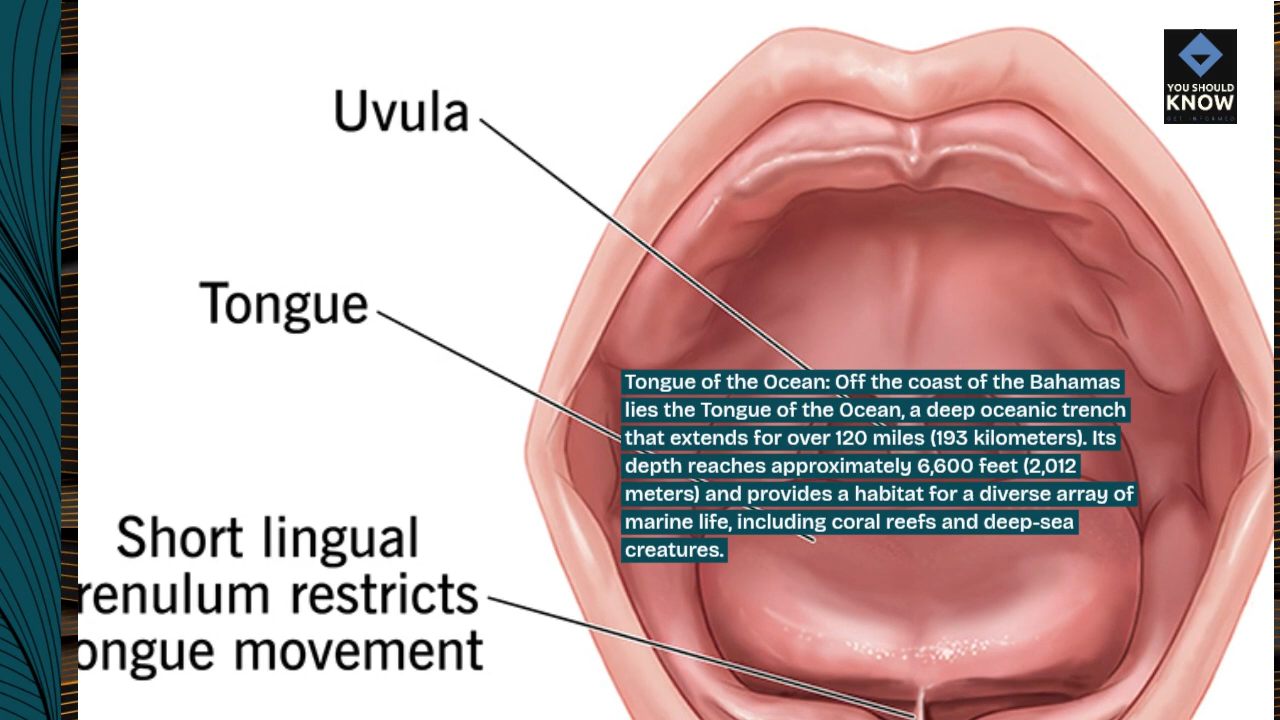 YOU SHOULD
KNOW
GET INFORMED
Uvula
Tongue
Tongue of the Ocean: Off the coast of the Bahamas
lies the Tongue of the Ocean, a deep oceanic trench
that extends for over 120 miles (193 kilometers). Its
depth reaches approximately 6,600 feet (2,012
meters) and provides a habitat for a diverse array of
marine life, including coral reefs and deep-sea
creatures.
Short lingual
renulum restricts
ongue movement